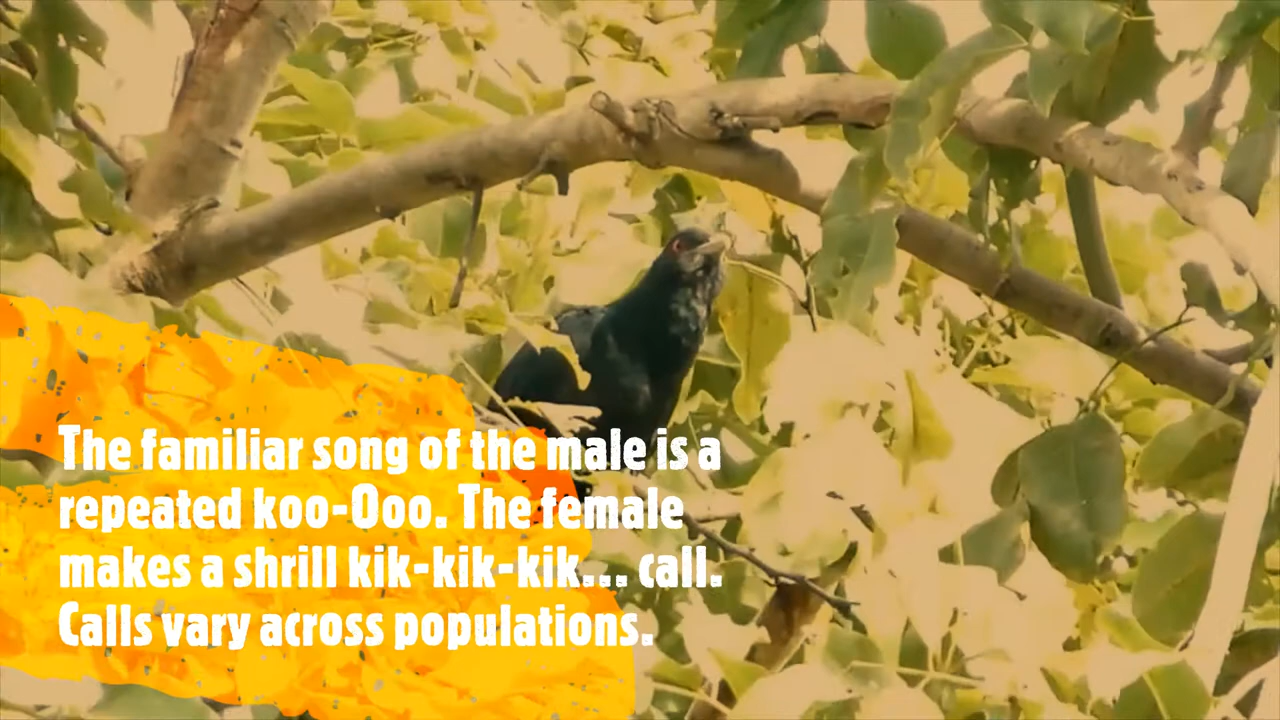 The familiar song of the male is a
repeated koo-Ooo. The female
makes a shrill kik-kik-kik... call.
Calls vary across populations.